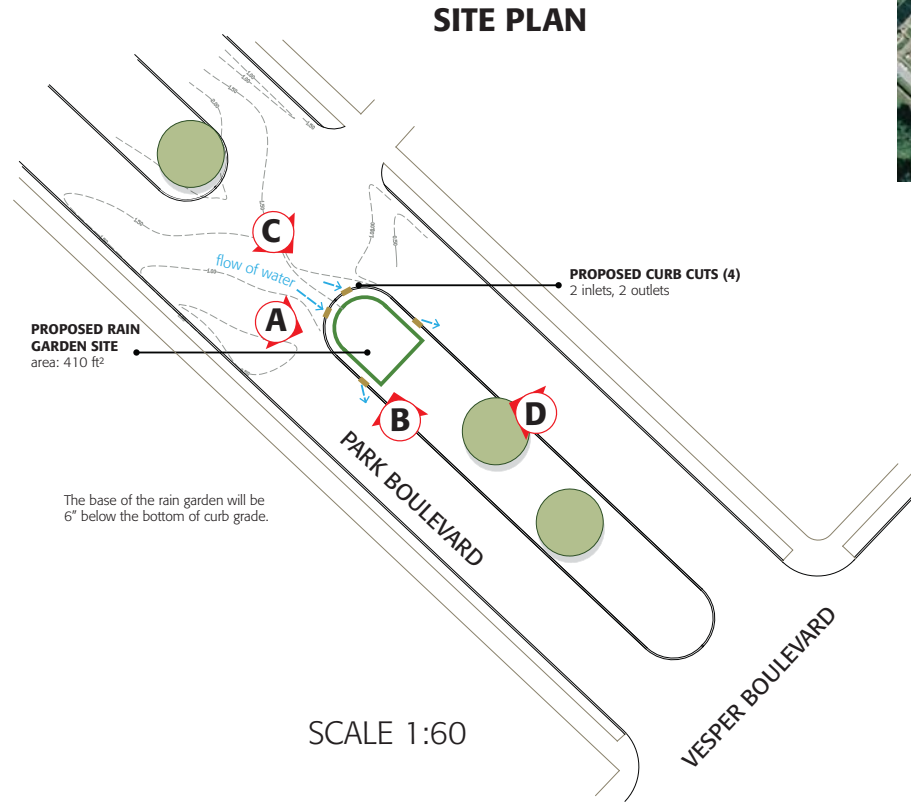 SITE PLAN
C
flow of water
PROPOSED CURB CUTS (4)
2 inlets, 2 outlets
A
PROPOSED RAIN
GARDEN SITE
area: 410 ft²
B
D
PARK BOULEVARD
The base of the rain garden will be
6” below the bottom of curb grade.
VESPER BOULEVARD
SCALE 1:60